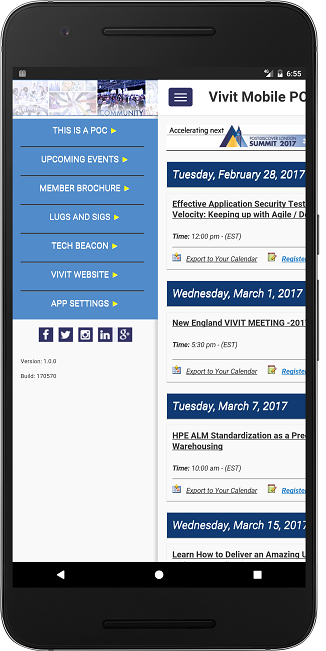 6:55
COMMUNITY
THIS IS A POC
UPCOMING EVENTS
MEMBER BROCHURE
LUGS AND SIGS
TECH BEACON
VIVIT WEBSITE
APP SETTINGS
Version: 1.0.0
Build: 170570
Vivit Mobile PO
Accelerating next
POSTDISCOVER LONDON
SUMMIT 2017
Tuesday, February 28, 2017
Effective Application Security Test
Velocity: Keeping up with Agile / De
Time: 12:00 pm - (EST)
Export to Your Calendar Registe
Wednesday, March 1, 2017
New England VIVIT MEETING -201
Time: 5:30 pm - (EST)
Export to Your Calendar Registe
Tuesday, March 7, 2017
HPE ALM Standardization as a Pre
Warehousing
Time: 10:00 am - (EST)
Export to Your Calendar Registe
Wednesday, March 15, 2017
Learn How to Deliver an Amazing U